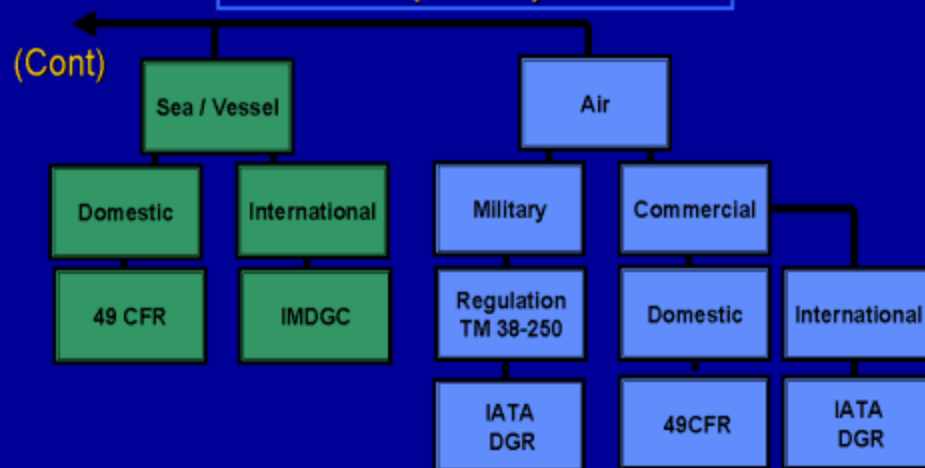 (Cont)
Sea / Vessel
Air
Domestic
International
Military
Commercial
49 CFR
IMDGC
Regulation
TM 38-250
Domestic
International
IATA
DGR
49CFR
IATA
DGR